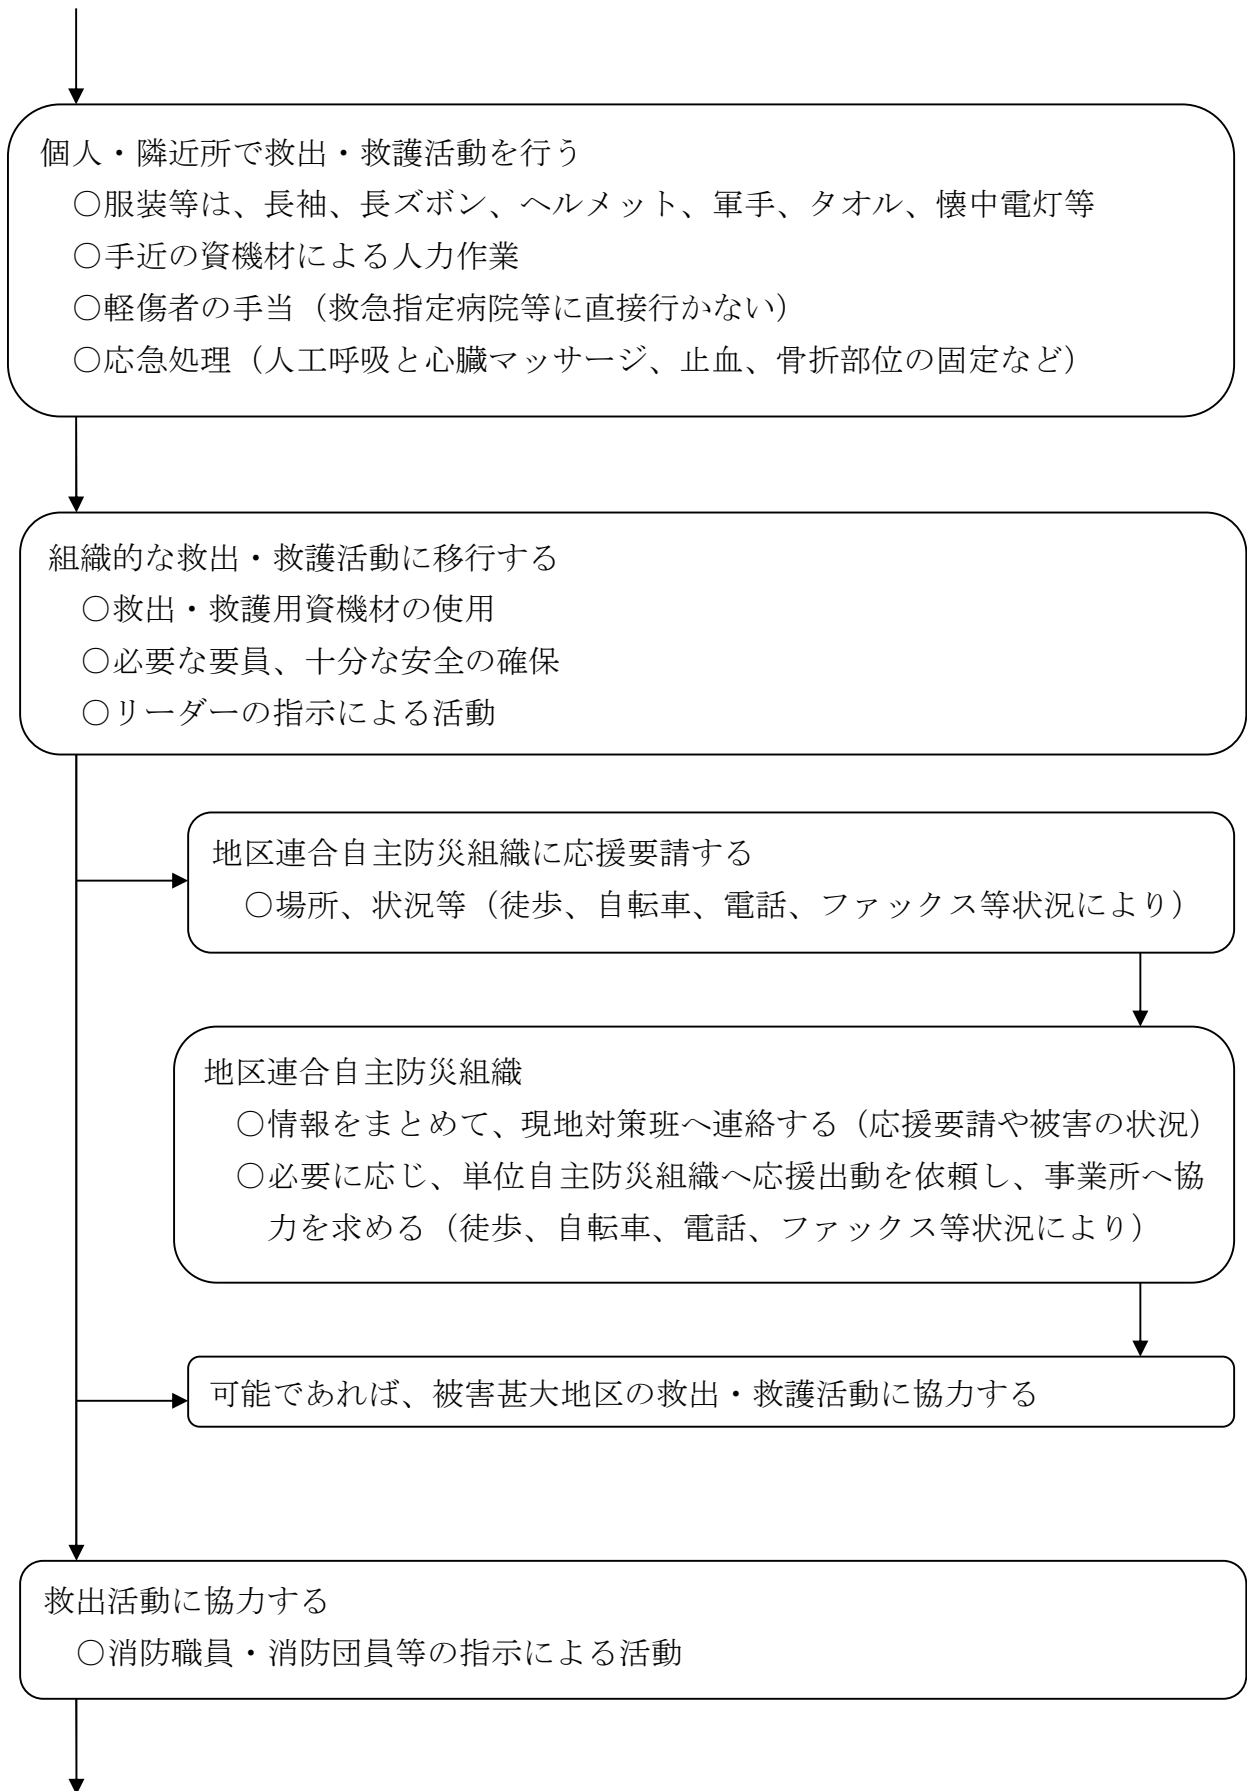 個人・隣近所で救出・救護活動を行う
○服装等は、長袖、長ズボン、ヘルメット、軍手、タオル、懐中電灯等
○手近の資機材による人力作業
○軽傷者の手当（救急指定病院等に直接行かない）
○応急処理（人工呼吸と心臓マッサージ、止血、骨折部位の固定など）
組織的な救出・救護活動に移行する
○救出・救護用資機材の使用
○必要な要員、十分な安全の確保
○リーダーの指示による活動
地区連合自主防災組織に応援要請する
○場所、状況等（徒歩、自転車、電話、ファックス等状況により）
地区連合自主防災組織
○情報をまとめて、現地対策班へ連絡する（応援要請や被害の状況）
○必要に応じ、単位自主防災組織へ応援出動を依頼し、事業所へ協
力を求める（徒歩、自転車、電話、ファックス等状況により）
可能であれば、被害甚大地区の救出・救護活動に協力する
救出活動に協力する
○消防職員・消防団員等の指示による活動